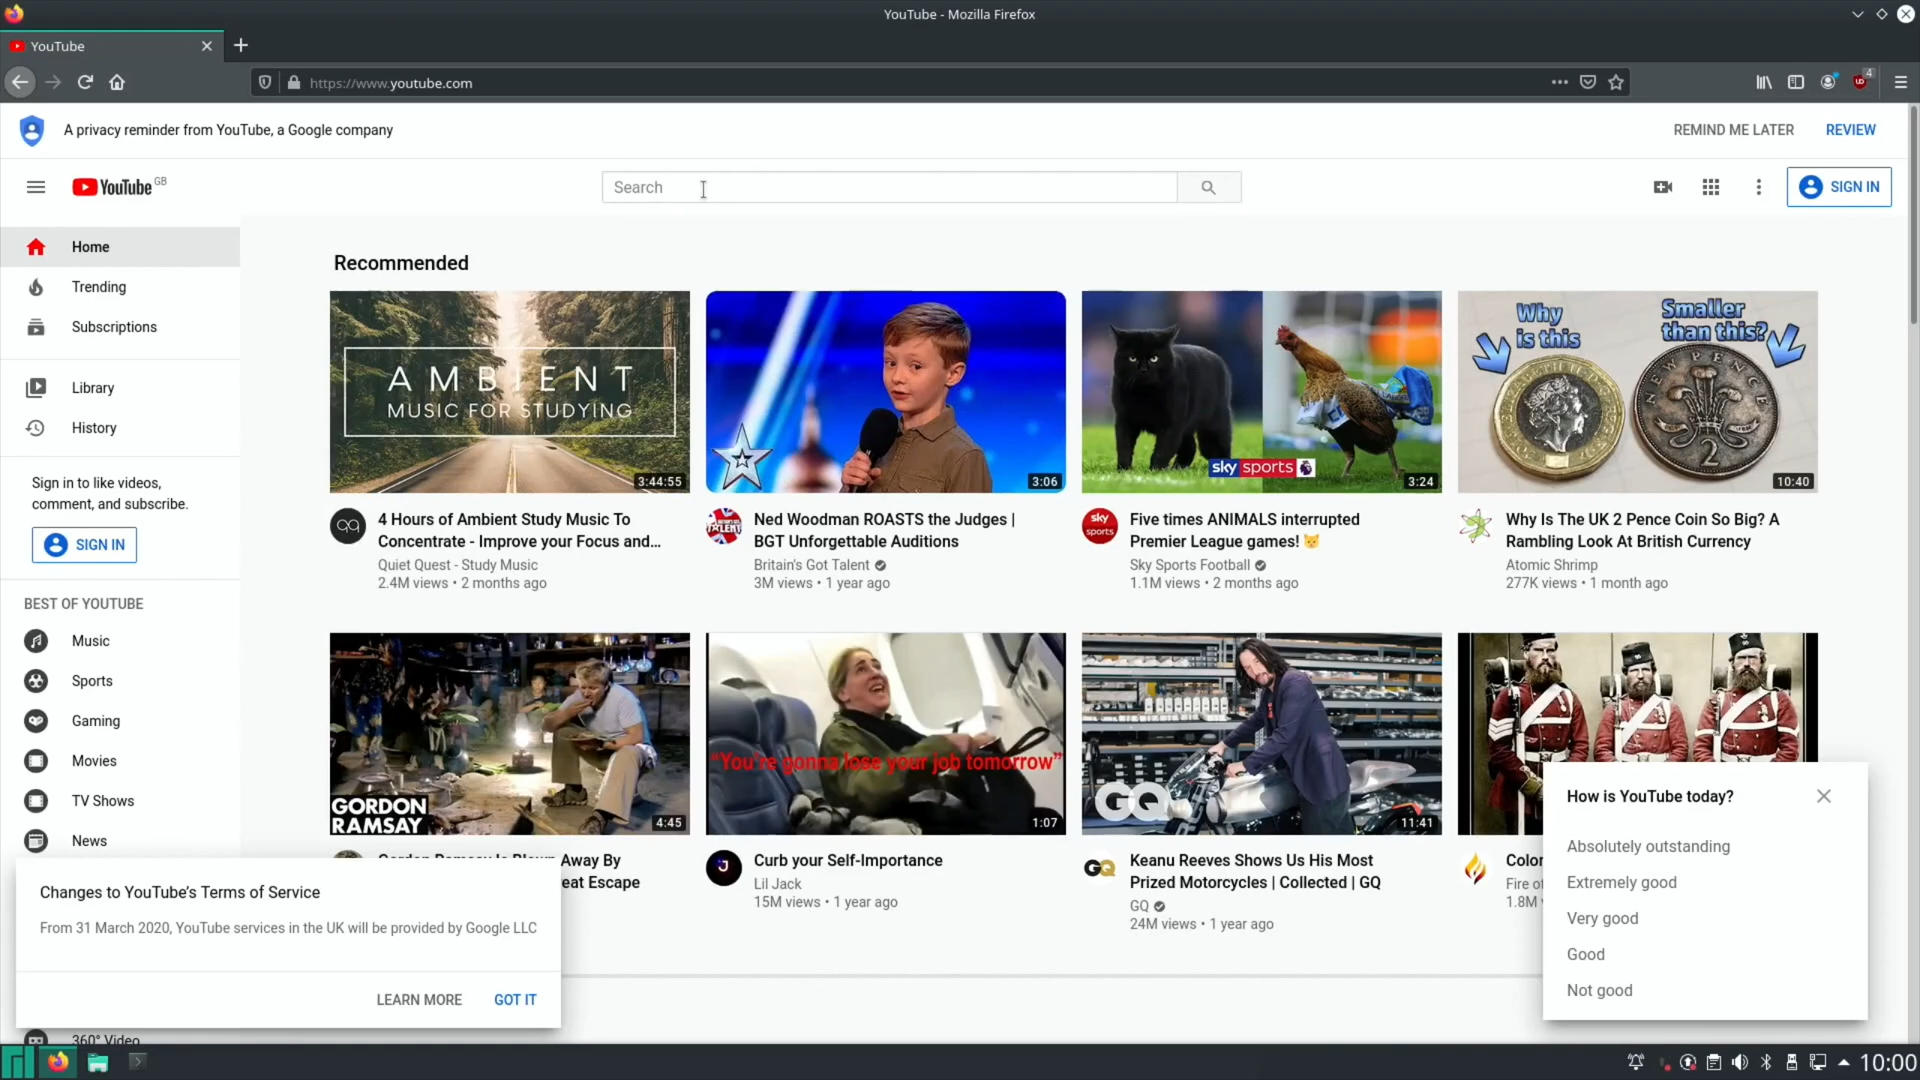 YouTube - Mozilla Firefox
YouTube
https://www.youtube.com
4
A privacy reminder from YouTube, a Google company
REMIND ME LATER
REVIEW
YouTube GB
Search
SIGN IN
Home
Trending
Subscriptions
Library
History
Sign in to like videos,
comment, and subscribe.
SIGN IN
BEST OF YOUTUBE
Music
Sports
Gaming
Movies
TV Shows
News
360° Video
Recommended
AMBIENT
MUSIC FOR STUDYING
3:44:55
4 Hours of Ambient Study Music To
Concentrate - Improve your Focus and...
Quiet Quest - Study Music
2.4M views • 2 months ago
3:06
Ned Woodman ROASTS the Judges |
BGT Unforgettable Auditions
Britain's Got Talent
3M views • 1 year ago
sky sports
3:24
sky
sports
Five times ANIMALS interrupted
Premier League games! 😼
Sky Sports Football
1.1M views • 2 months ago
Why
is this
Smaller
than this?
NEW PENCE
2
10:40
Why Is The UK 2 Pence Coin So Big? A
Rambling Look At British Currency
Atomic Shrimp
277K views • 1 month ago
GORDON
RAMSAY
4:45
Gordon Ramsay Is Blown Away By
eat Escape
"You're gonna lose your job tomorrow"
1:07
Curb your Self-Importance
Lil Jack
15M views • 1 year ago
GQ
11:41
GQ
Keanu Reeves Shows Us His Most
Prized Motorcycles | Collected | GQ
GQ
24M views • 1 year ago
Color
Fire of
1.8M
Changes to YouTube's Terms of Service
From 31 March 2020, YouTube services in the UK will be provided by Google LLC
LEARN MORE
GOT IT
How is YouTube today?
Absolutely outstanding
Extremely good
Very good
Good
Not good
10:00